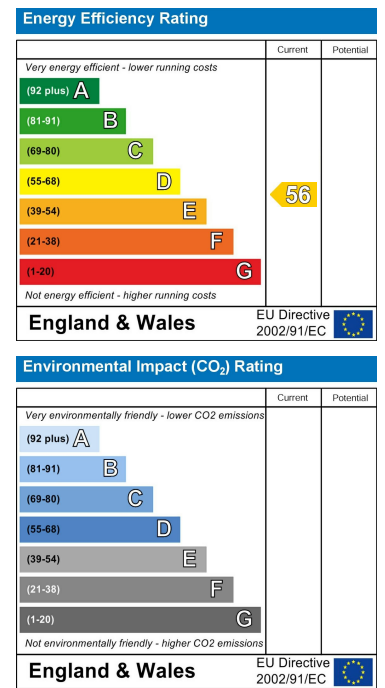 Energy Efficiency Rating
Current Potential
Very energy efficient - lower running costs
(92 plus) A
(81-91) B
(69-80) C
(55-68) D
56
(39-54) E
(21-38) F
(1-20) G
Not energy efficient - higher running costs
England & Wales
EU Directive
2002/91/EC
Environmental Impact (CO₂) Rating
Current Potential
Very environmentally friendly - lower CO2 emissions
(92 plus) A
(81-91) B
(69-80) C
(55-68) D
(39-54) E
(21-38) F
(1-20) G
Not environmentally friendly - higher CO2 emissions
England & Wales
EU Directive
2002/91/EC